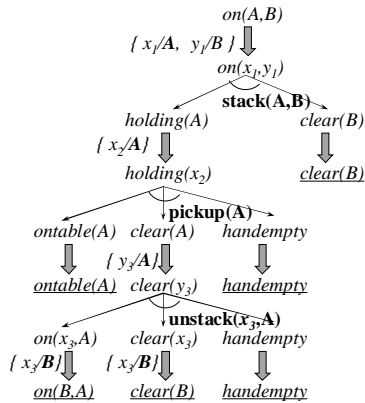 on(A,B)
{ x1/A, y1/B }
on(x1,y1)
stack(A,B)
holding(A) clear(B)
{ x2/A }
holding(x2) clear(B)
pickup(A)
ontable(A) clear(A) handempty
{ y3/A }
ontable(A) clear(y3) handempty
unstack(x3,A)
on(x3,A) clear(x3) handempty
{ x3/B } { x3/B }
on(B,A) clear(B) handempty